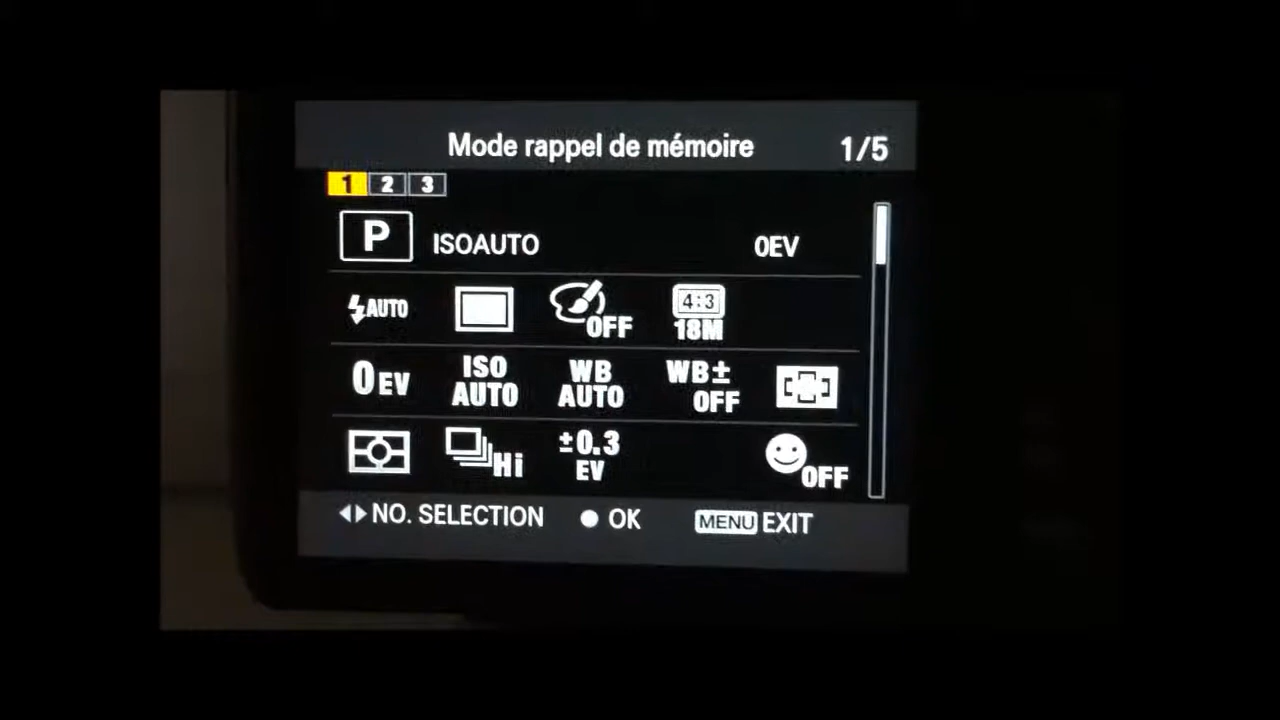 Mode rappel de mémoire 1/5
1 2 3
P ISOAUTO 0EV
AUTO OFF 4:3 18M
0EV ISO AUTO WB AUTO WB± OFF
Hi ±0.3 EV OFF
NO. SELECTION OK MENU EXIT